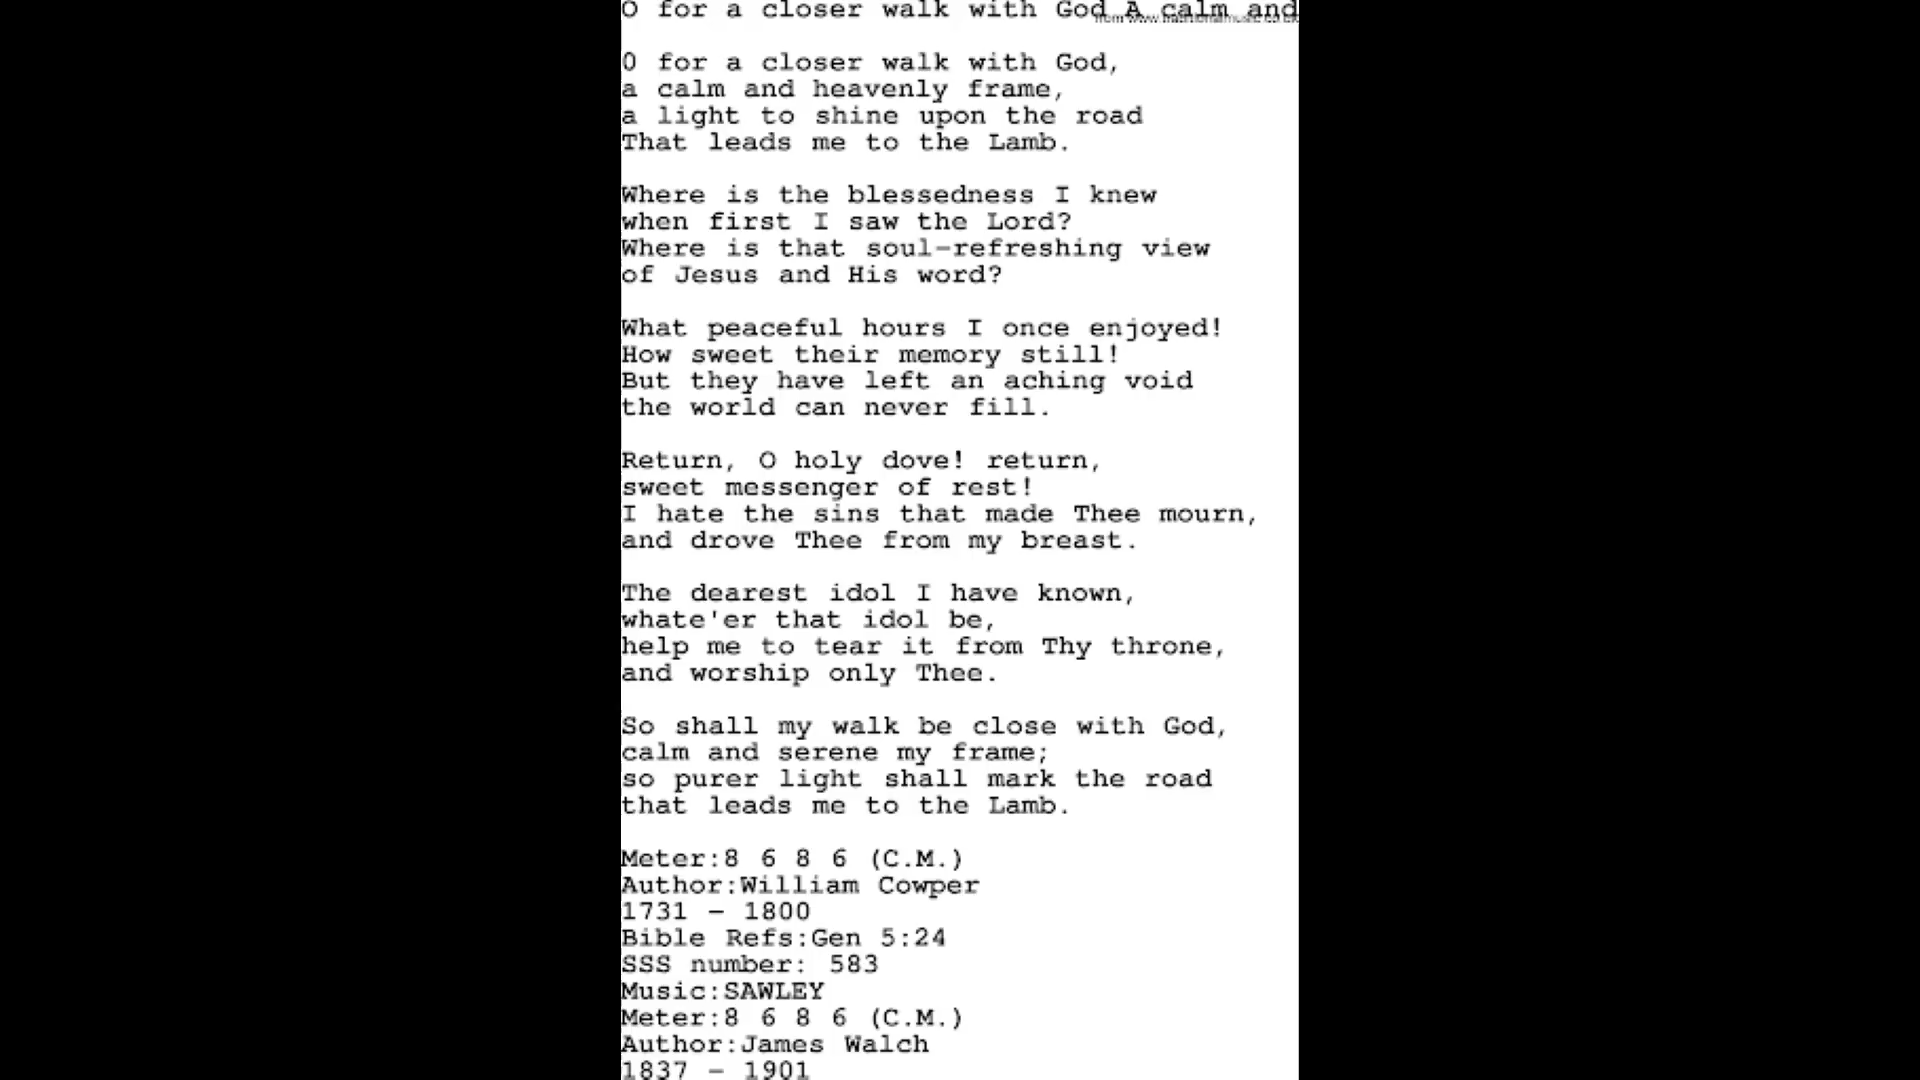 O for a closer walk with God A calm and
from www.traditionalmusic.co.uk
0 for a closer walk with God,
a calm and heavenly frame,
a light to shine upon the road
That leads me to the Lamb.
Where is the blessedness I knew
when first I saw the Lord?
Where is that soul-refreshing view
of Jesus and His word?
What peaceful hours I once enjoyed!
How sweet their memory still!
But they have left an aching void
the world can never fill.
Return, O holy dove! return,
sweet messenger of rest!
I hate the sins that made Thee mourn,
and drove Thee from my breast.
The dearest idol I have known,
whate'er that idol be,
help me to tear it from Thy throne,
and worship only Thee.
So shall my walk be close with God,
calm and serene my frame;
so purer light shall mark the road
that leads me to the Lamb.
Meter:8 6 8 6 (C.M.)
Author:William Cowper
1731 - 1800
Bible Refs:Gen 5:24
SSS number: 583
Music:SAWLEY
Meter:8 6 8 6 (C.M.)
Author:James Walch
1837 - 1901